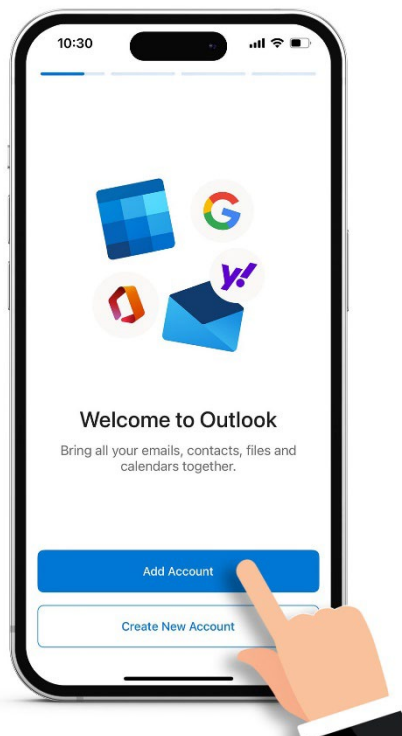 10:30
Welcome to Outlook
Bring all your emails, contacts, files and
calendars together.
Add Account
Create New Account